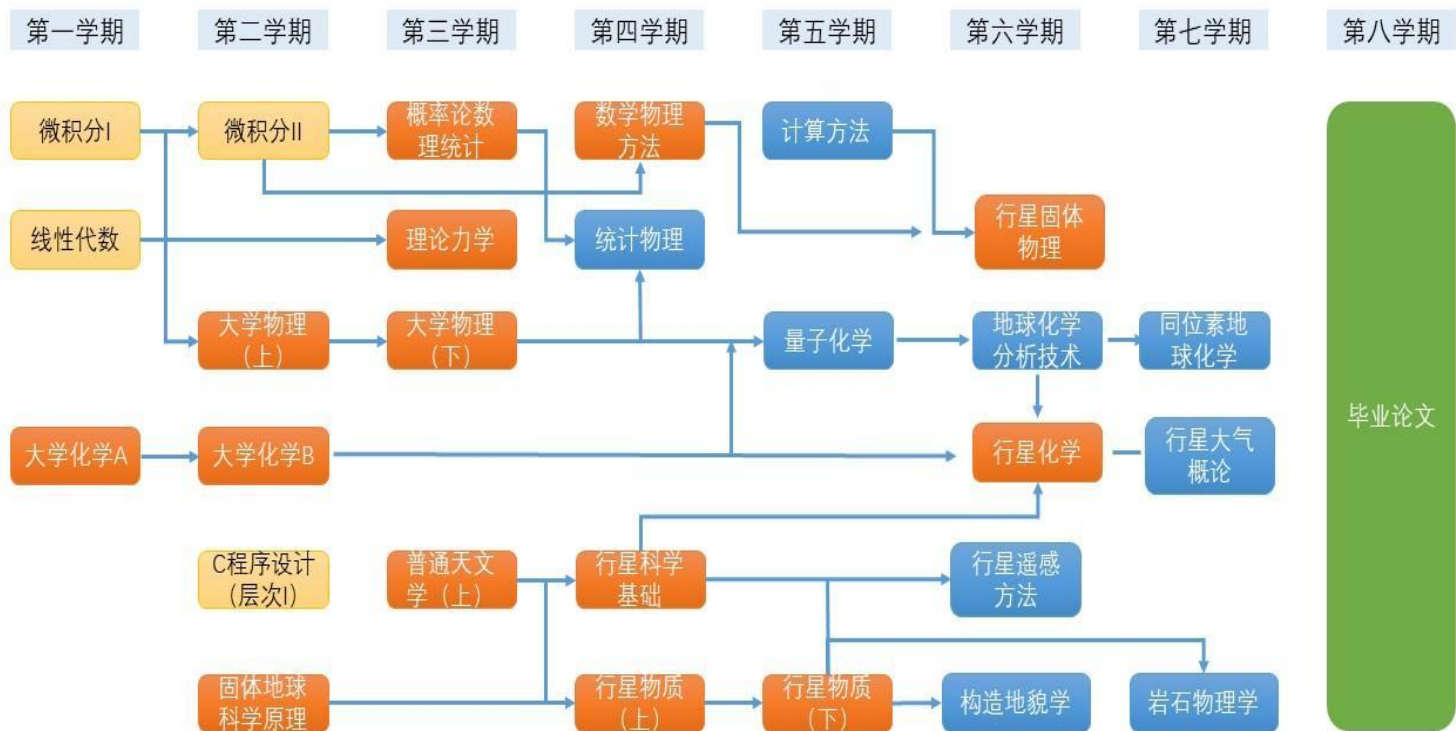 第一学期
第二学期
第三学期
第四学期
第五学期
第六学期
第七学期
第八学期
微积分I
微积分II
概率论数
理统计
数学物理
方法
计算方法
线性代数
理论力学
统计物理
行星固体
物理
大学物理
（上）
大学物理
（下）
量子化学
地球化学
分析技术
同位素地
球化学
大学化学A
大学化学B
行星化学
行星大气
概论
毕业论文
C程序设计
（层次I）
普通天文
学（上）
行星科学
基础
行星遥感
方法
固体地球
科学原理
行星物质
（上）
行星物质
（下）
构造地貌学
岩石物理学